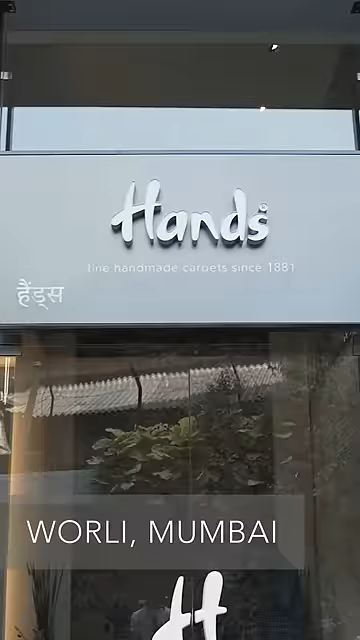 Hands®
fine handmade carpets since 1881
हैंड्स
WORLI, MUMBAI
H